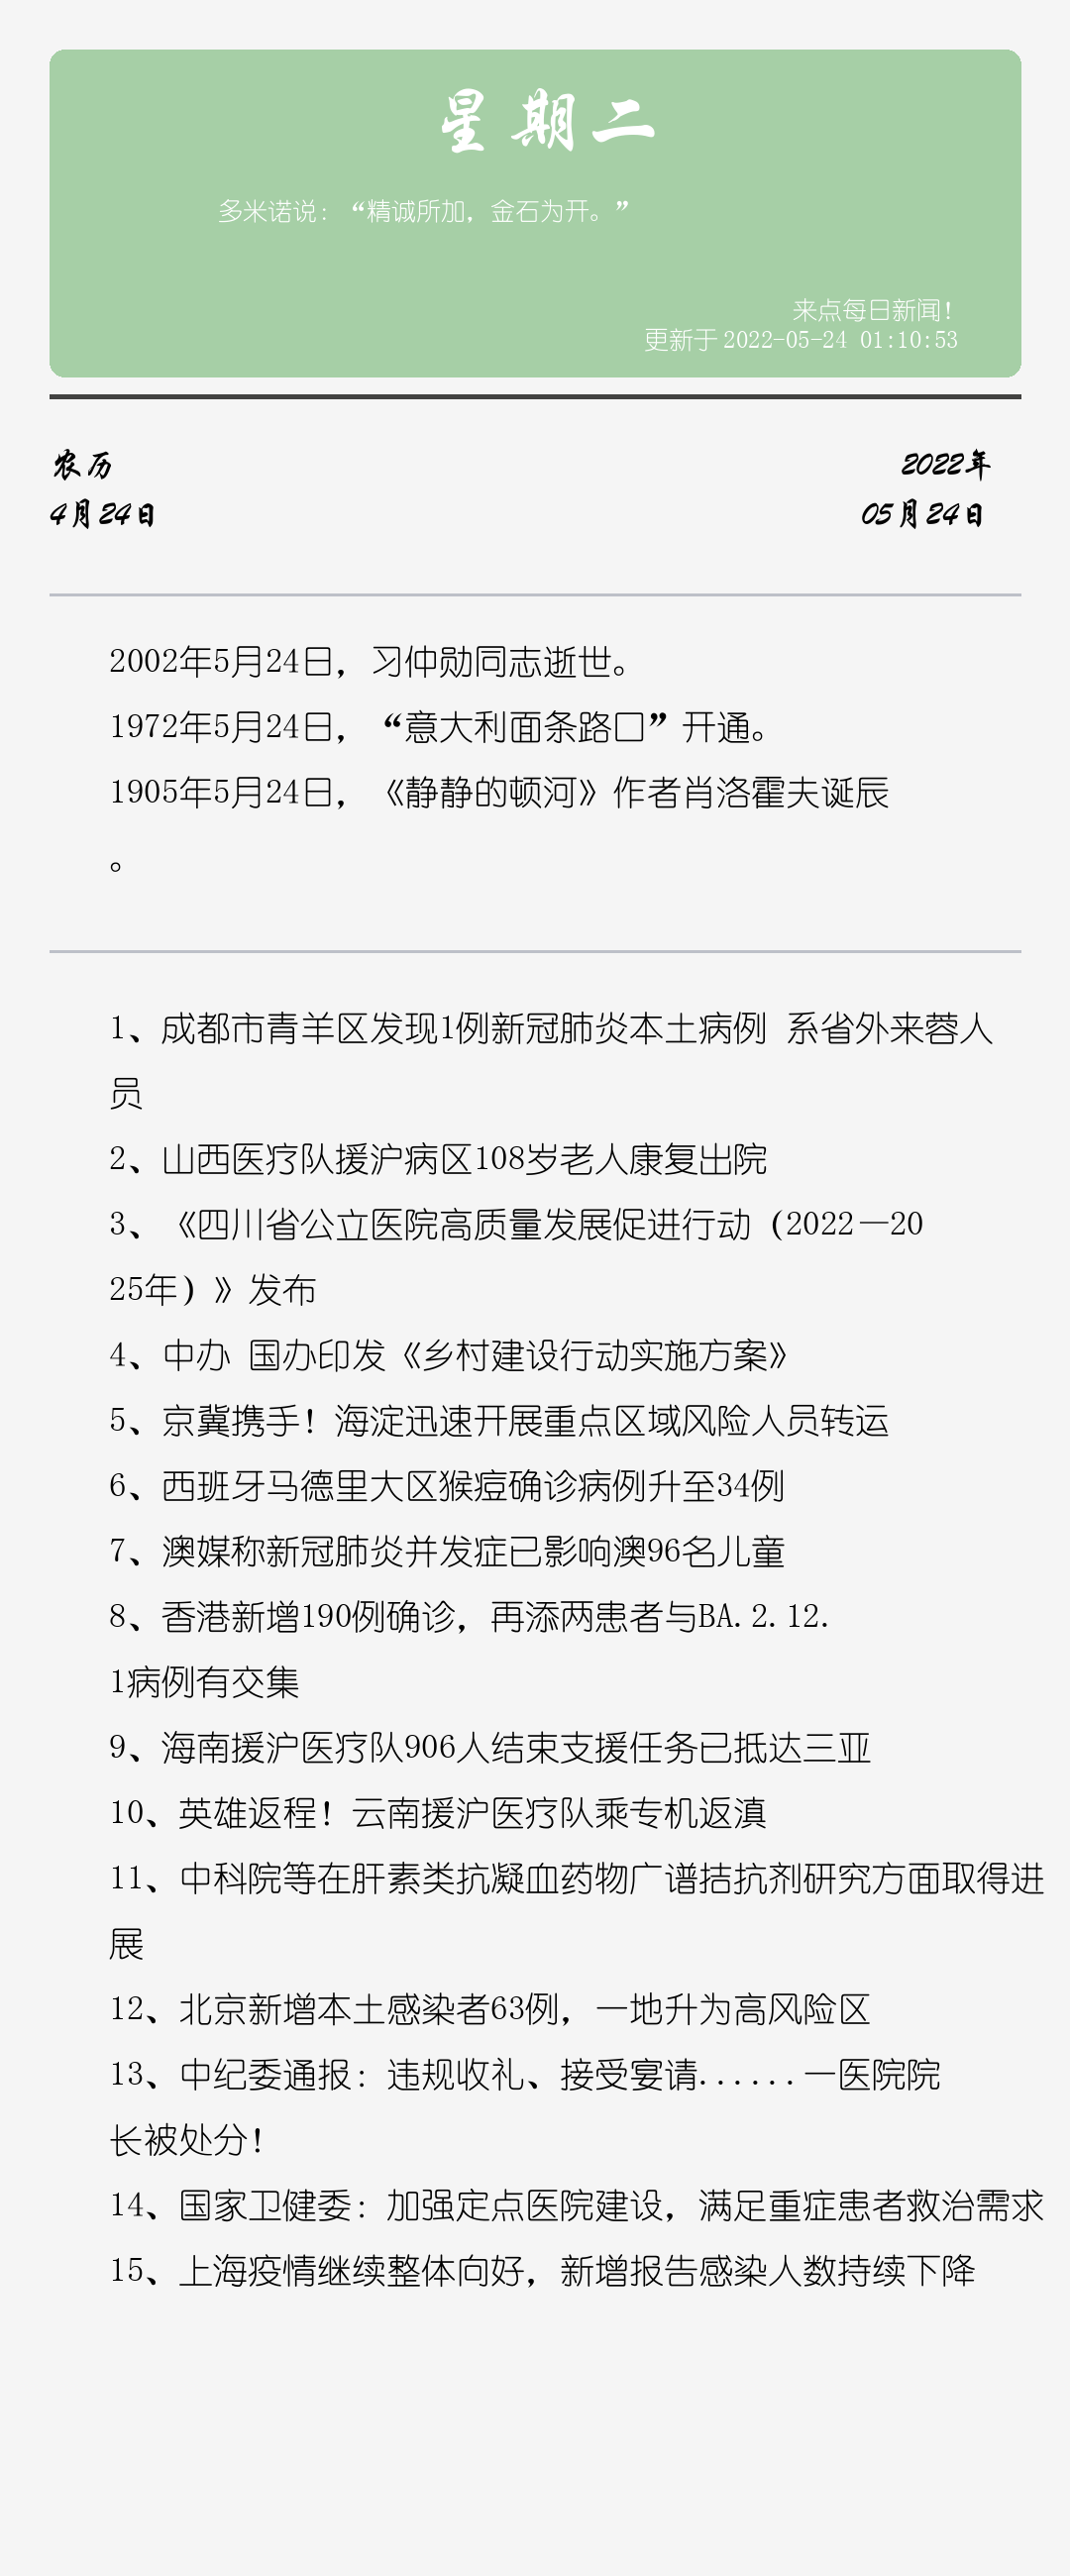 星期二
多米诺说：“精诚所加，金石为开。”
来点每日新闻！
更新于 2022-05-24 01:10:53
农历
2022年
4月24日
05月24日
2002年5月24日，习仲勋同志逝世。
1972年5月24日，“意大利面条路口”开通。
1905年5月24日，《静静的顿河》作者肖洛霍夫诞辰
。
1、成都市青羊区发现1例新冠肺炎本土病例 系省外来蓉人
员
2、山西医疗队援沪病区108岁老人康复出院
3、《四川省公立医院高质量发展促进行动（2022—20
25年）》发布
4、中办 国办印发《乡村建设行动实施方案》
5、京冀携手！海淀迅速开展重点区域风险人员转运
6、西班牙马德里大区猴痘确诊病例升至34例
7、澳媒称新冠肺炎并发症已影响澳96名儿童
8、香港新增190例确诊，再添两患者与BA.2.12.
1病例有交集
9、海南援沪医疗队906人结束支援任务已抵达三亚
10、英雄返程！云南援沪医疗队乘专机返滇
11、中科院等在肝素类抗凝血药物广谱拮抗剂研究方面取得进
展
12、北京新增本土感染者63例，一地升为高风险区
13、中纪委通报：违规收礼、接受宴请......一医院院
长被处分！
14、国家卫健委：加强定点医院建设，满足重症患者救治需求
15、上海疫情继续整体向好，新增报告感染人数持续下降